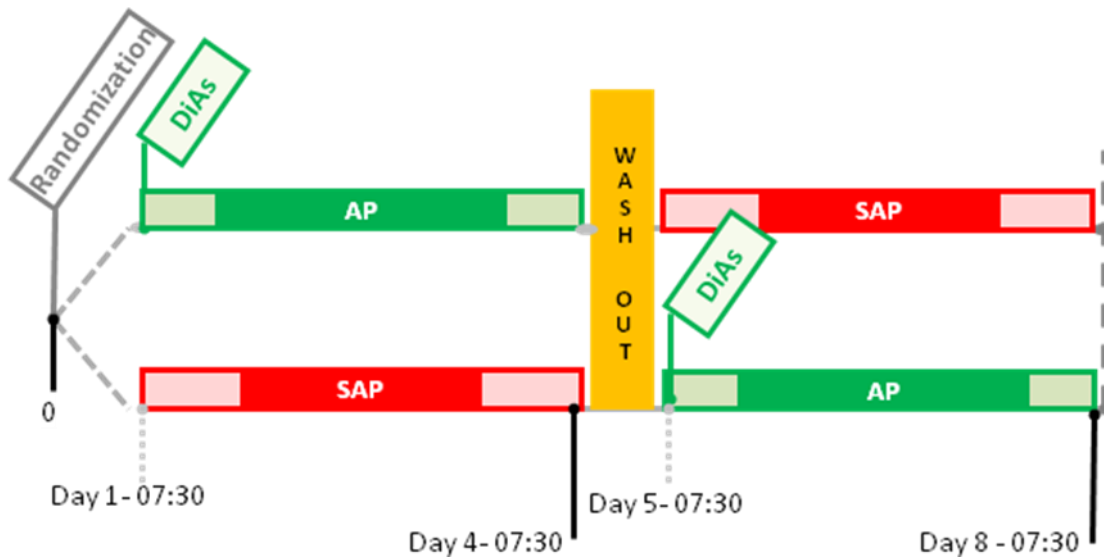 Randomization
DiAs
AP
WASH OUT
SAP
DiAs
SAP
AP
0
Day 1- 07:30
Day 5- 07:30
Day 4- 07:30
Day 8 - 07:30